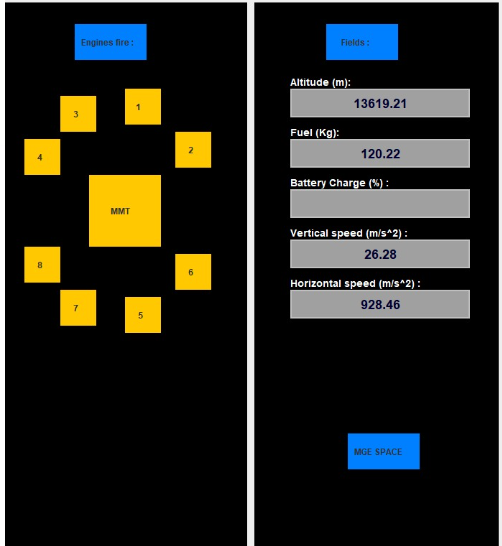 Engines fire :
3
1
2
4
MMT
8
6
7
5
Fields :
Altitude (m):
13619.21
Fuel (Kg):
120.22
Battery Charge (%) :
Vertical speed (m/s^2) :
26.28
Horizontal speed (m/s^2) :
928.46
MGE SPACE